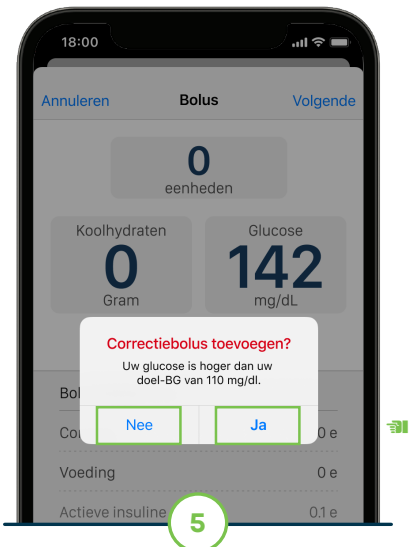 18:00
Annuleren Bolus Volgende
0
eenheden
Koolhydraten Glucose
0 142
Gram mg/dL
Correctiebolus toevoegen?
Uw glucose is hoger dan uw
doel-BG van 110 mg/dl.
Nee Ja
Bol
Co 0 e
Voeding 0 e
Actieve insuline 0.1 e
5